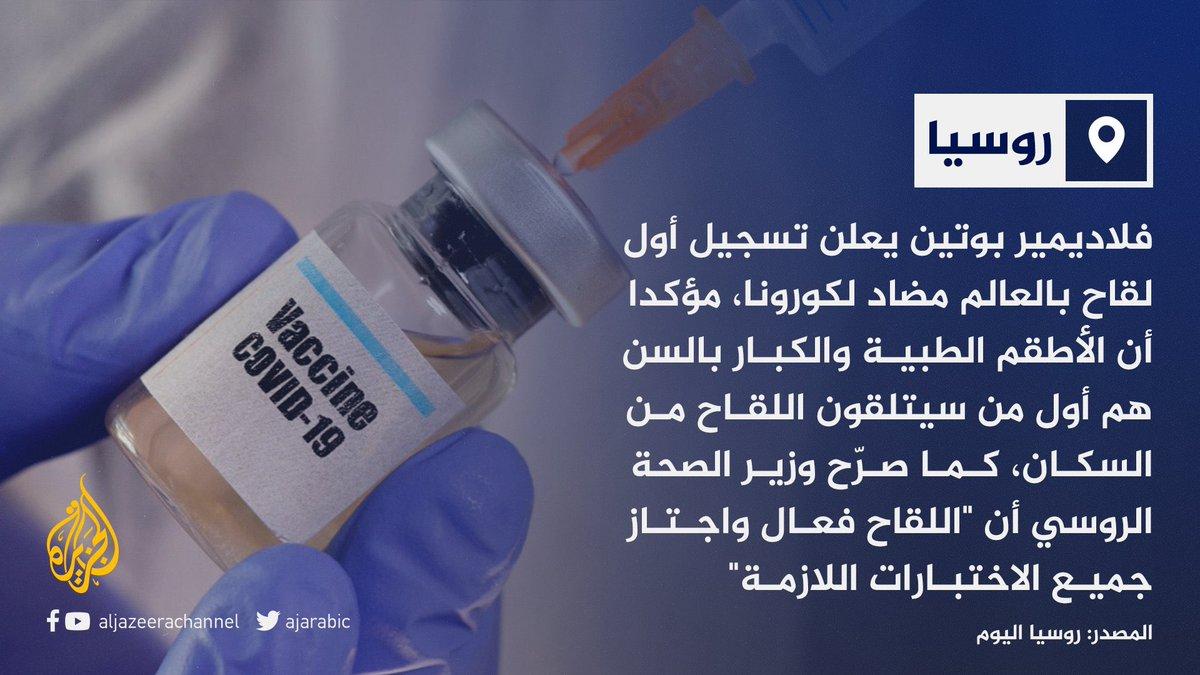 روسيا
فلاديمير بوتين يعلن تسجيل أول
لقاح بالعالم مضاد لكورونا، مؤكدا
أن الأطقم الطبية والكبار بالسن
هم أول من سيتلقون اللقاح من
السكان، كما صرّح وزير الصحة
الروسي أن "اللقاح فعال واجتاز
جميع الاختبارات اللازمة"
المصدر: روسيا اليوم
Vaccine
COVID-19
الجزيرة
aljazeerachannel ajarabic